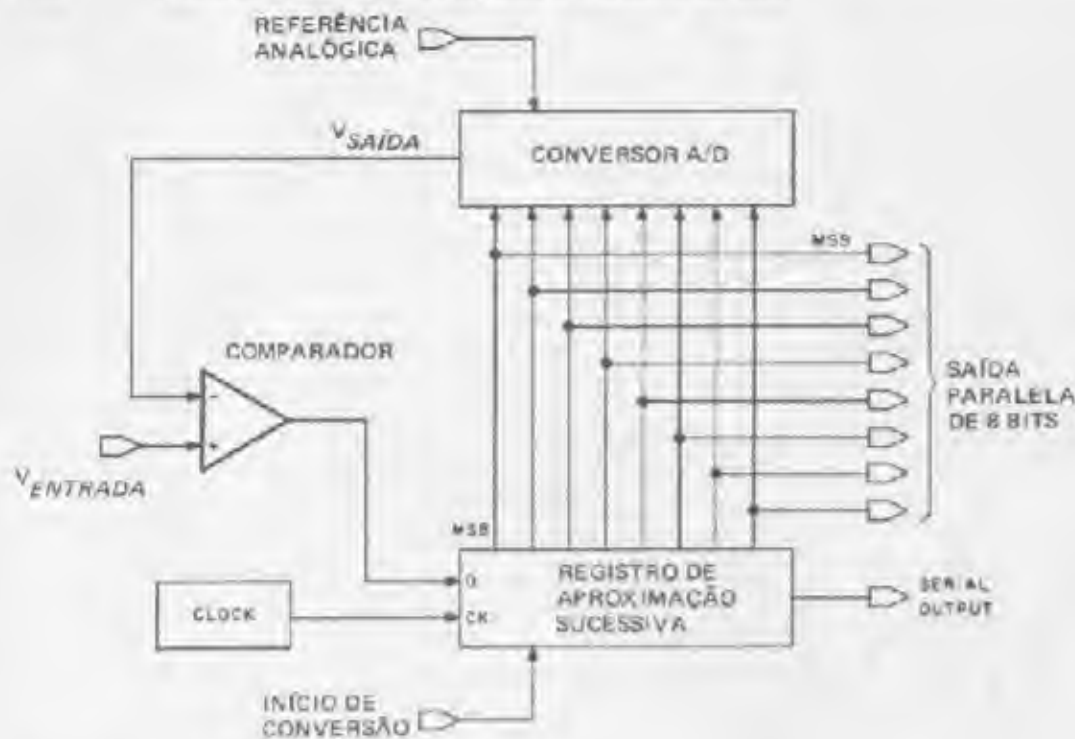 REFERÊNCIA
ANALÓGICA
VSAÍDA
CONVERSOR A/D
MSB
COMPARADOR
SAÍDA
PARALELA
DE 8 BITS
VENTRADA
MSB
D
REGISTRO DE
APROXIMAÇÃO
SUCESSIVA
SERIAL
OUTPUT
CLOCK
CK
INÍCIO DE
CONVERSÃO